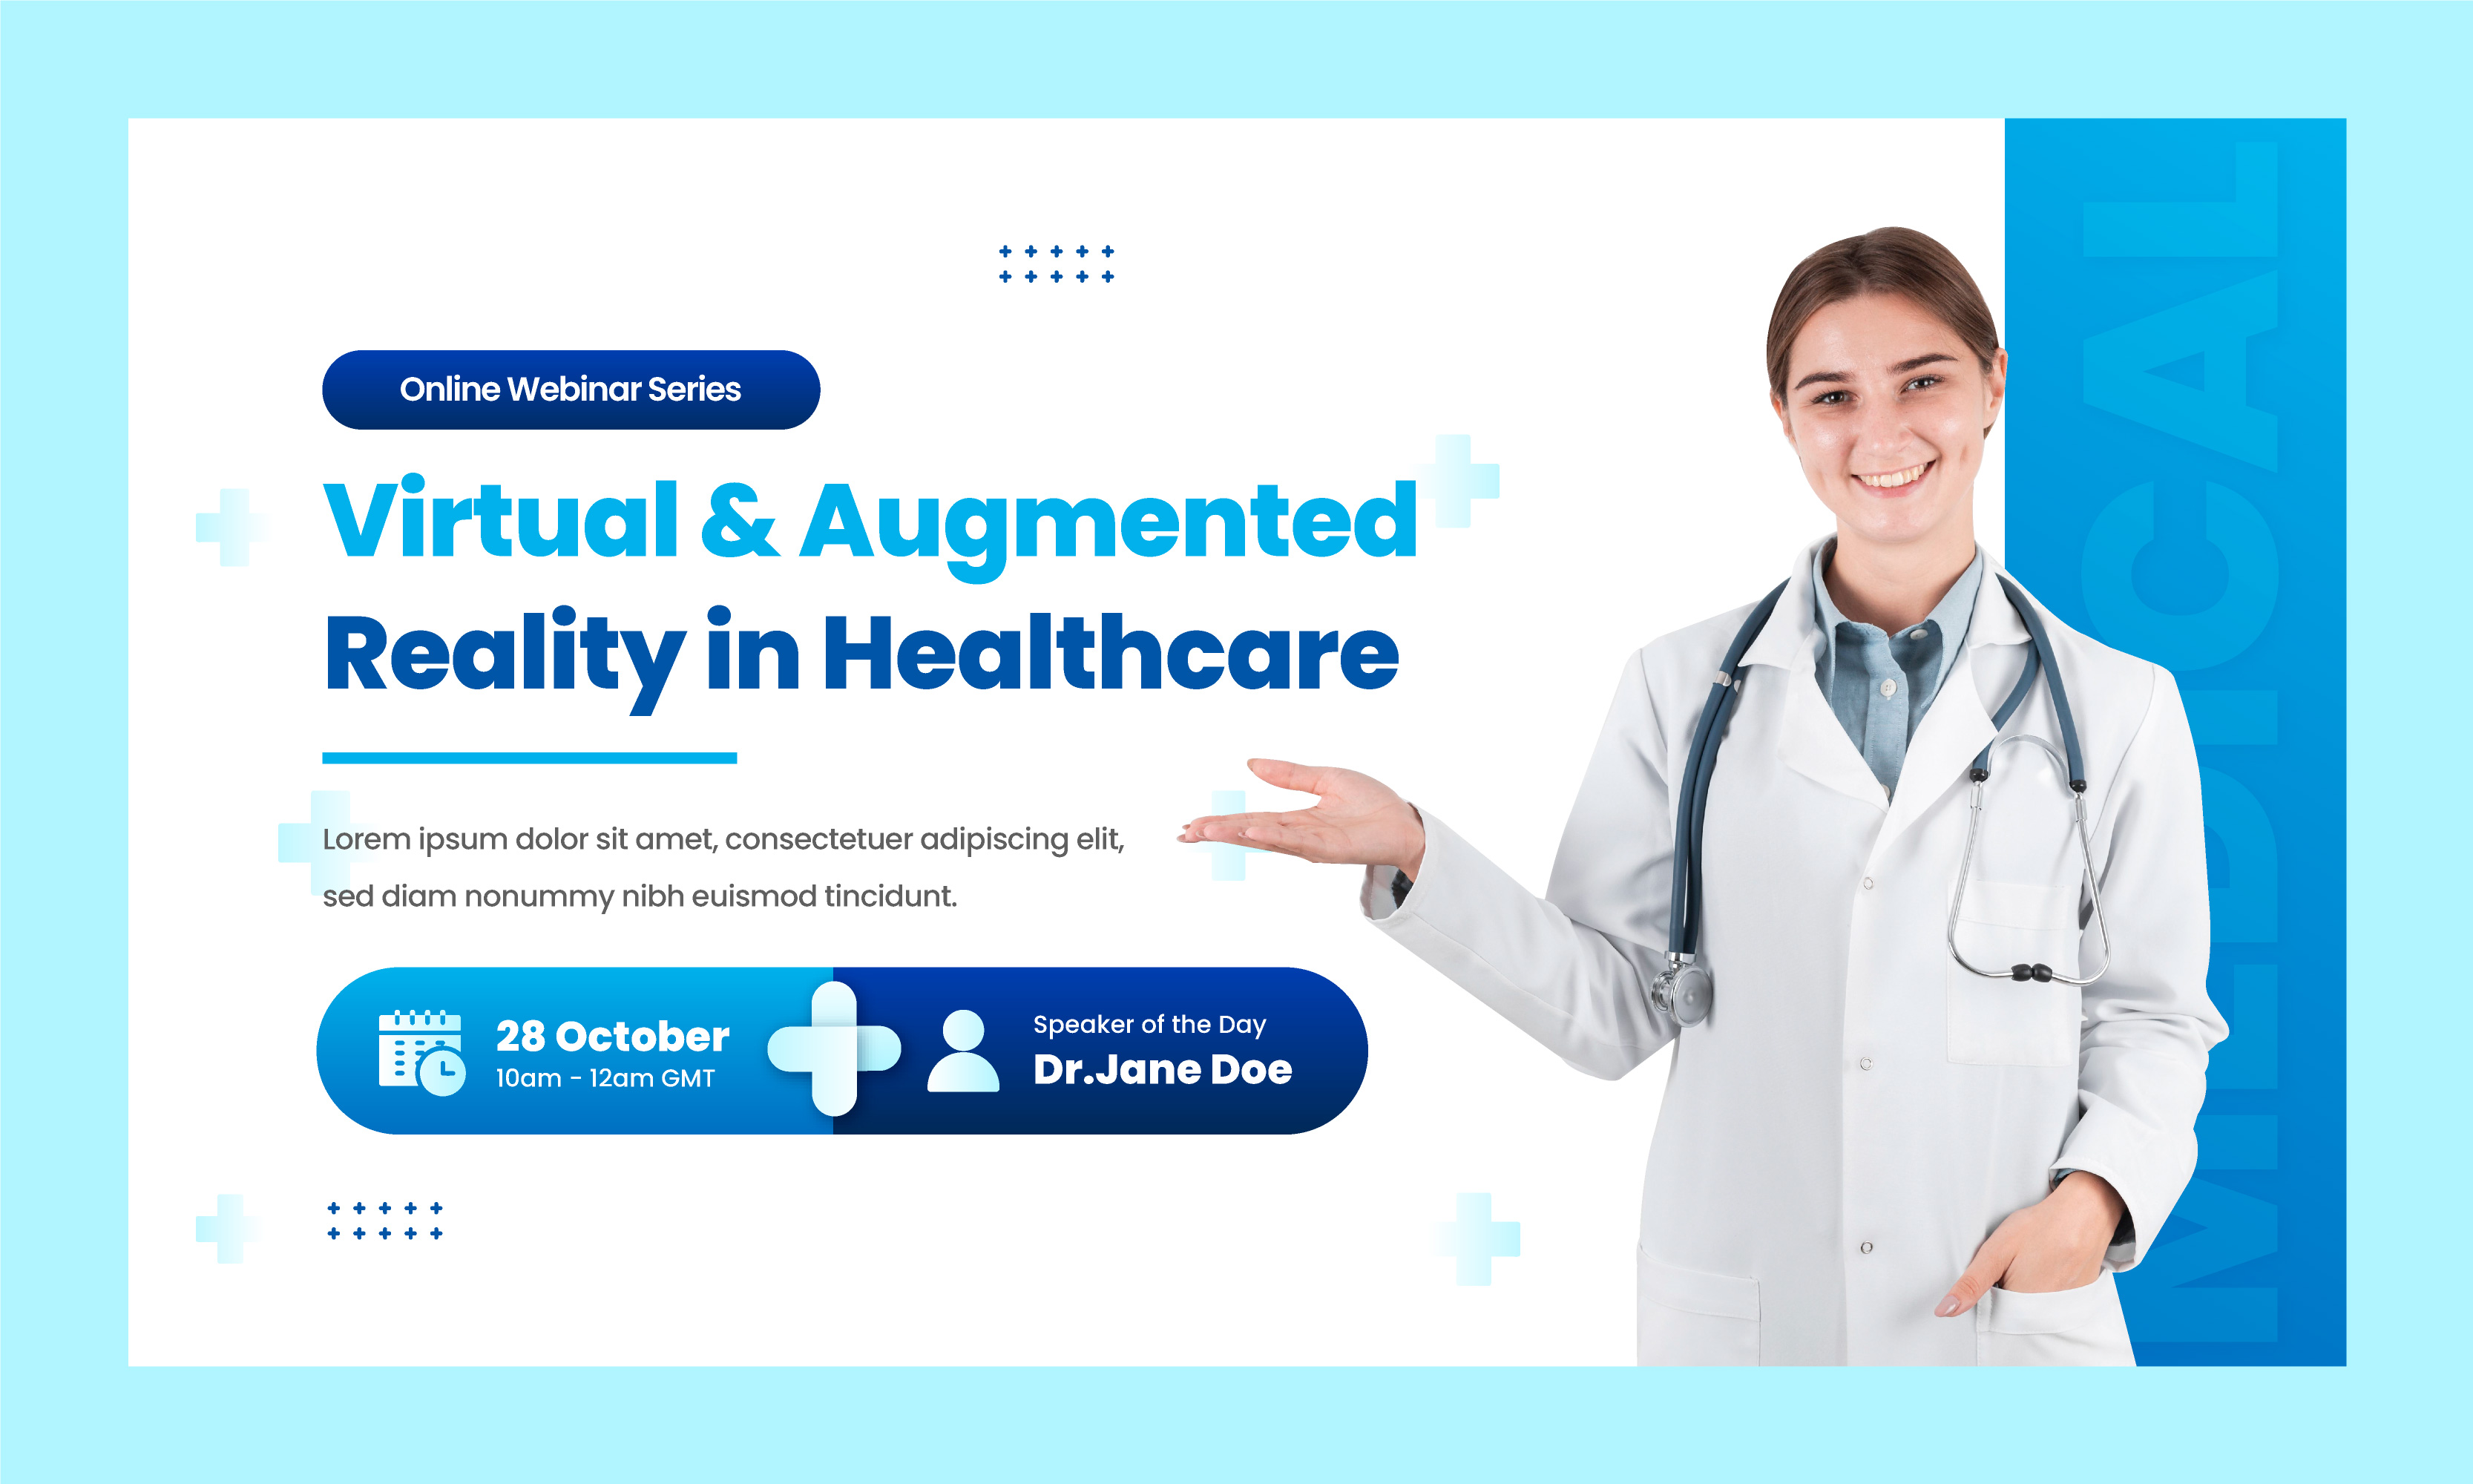 Online Webinar Series
Virtual & Augmented
Reality in Healthcare
Lorem ipsum dolor sit amet, consectetuer adipiscing elit,
sed diam nonummy nibh euismod tincidunt.
28 October
10am - 12am GMT
Speaker of the Day
Dr.Jane Doe
MEDICAL